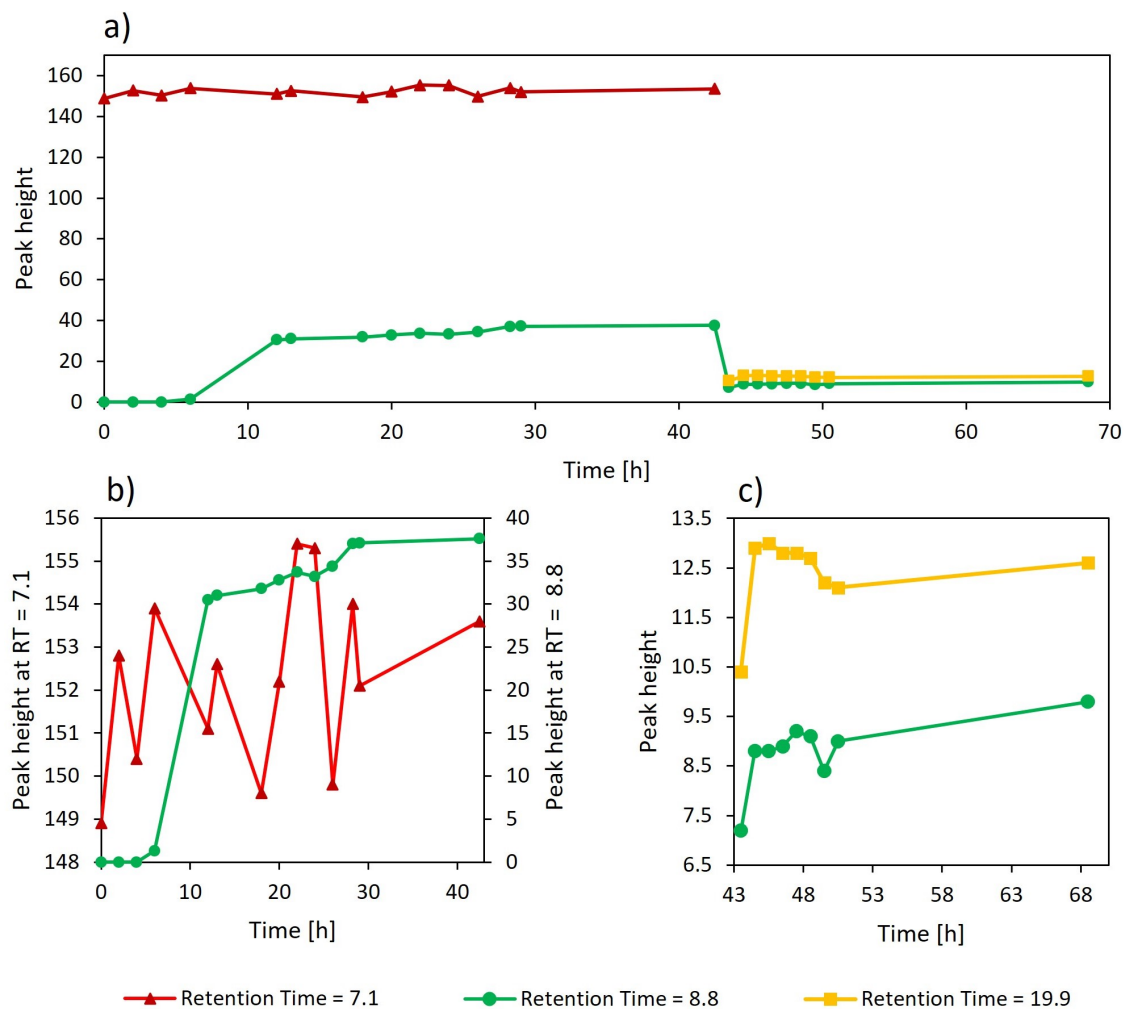 a)
160
140
120
100
80
60
40
20
0
Peak height
0 10 20 30 40 50 60 70
Time [h]
b)
156
155
154
153
152
151
150
149
148
Peak height at RT = 7.1
40
35
30
25
20
15
10
5
0
Peak height at RT = 8.8
0 10 20 30 40
Time [h]
c)
13.5
12.5
11.5
10.5
9.5
8.5
7.5
6.5
Peak height
43 48 53 58 63 68
Time [h]
Retention Time = 7.1 Retention Time = 8.8 Retention Time = 19.9